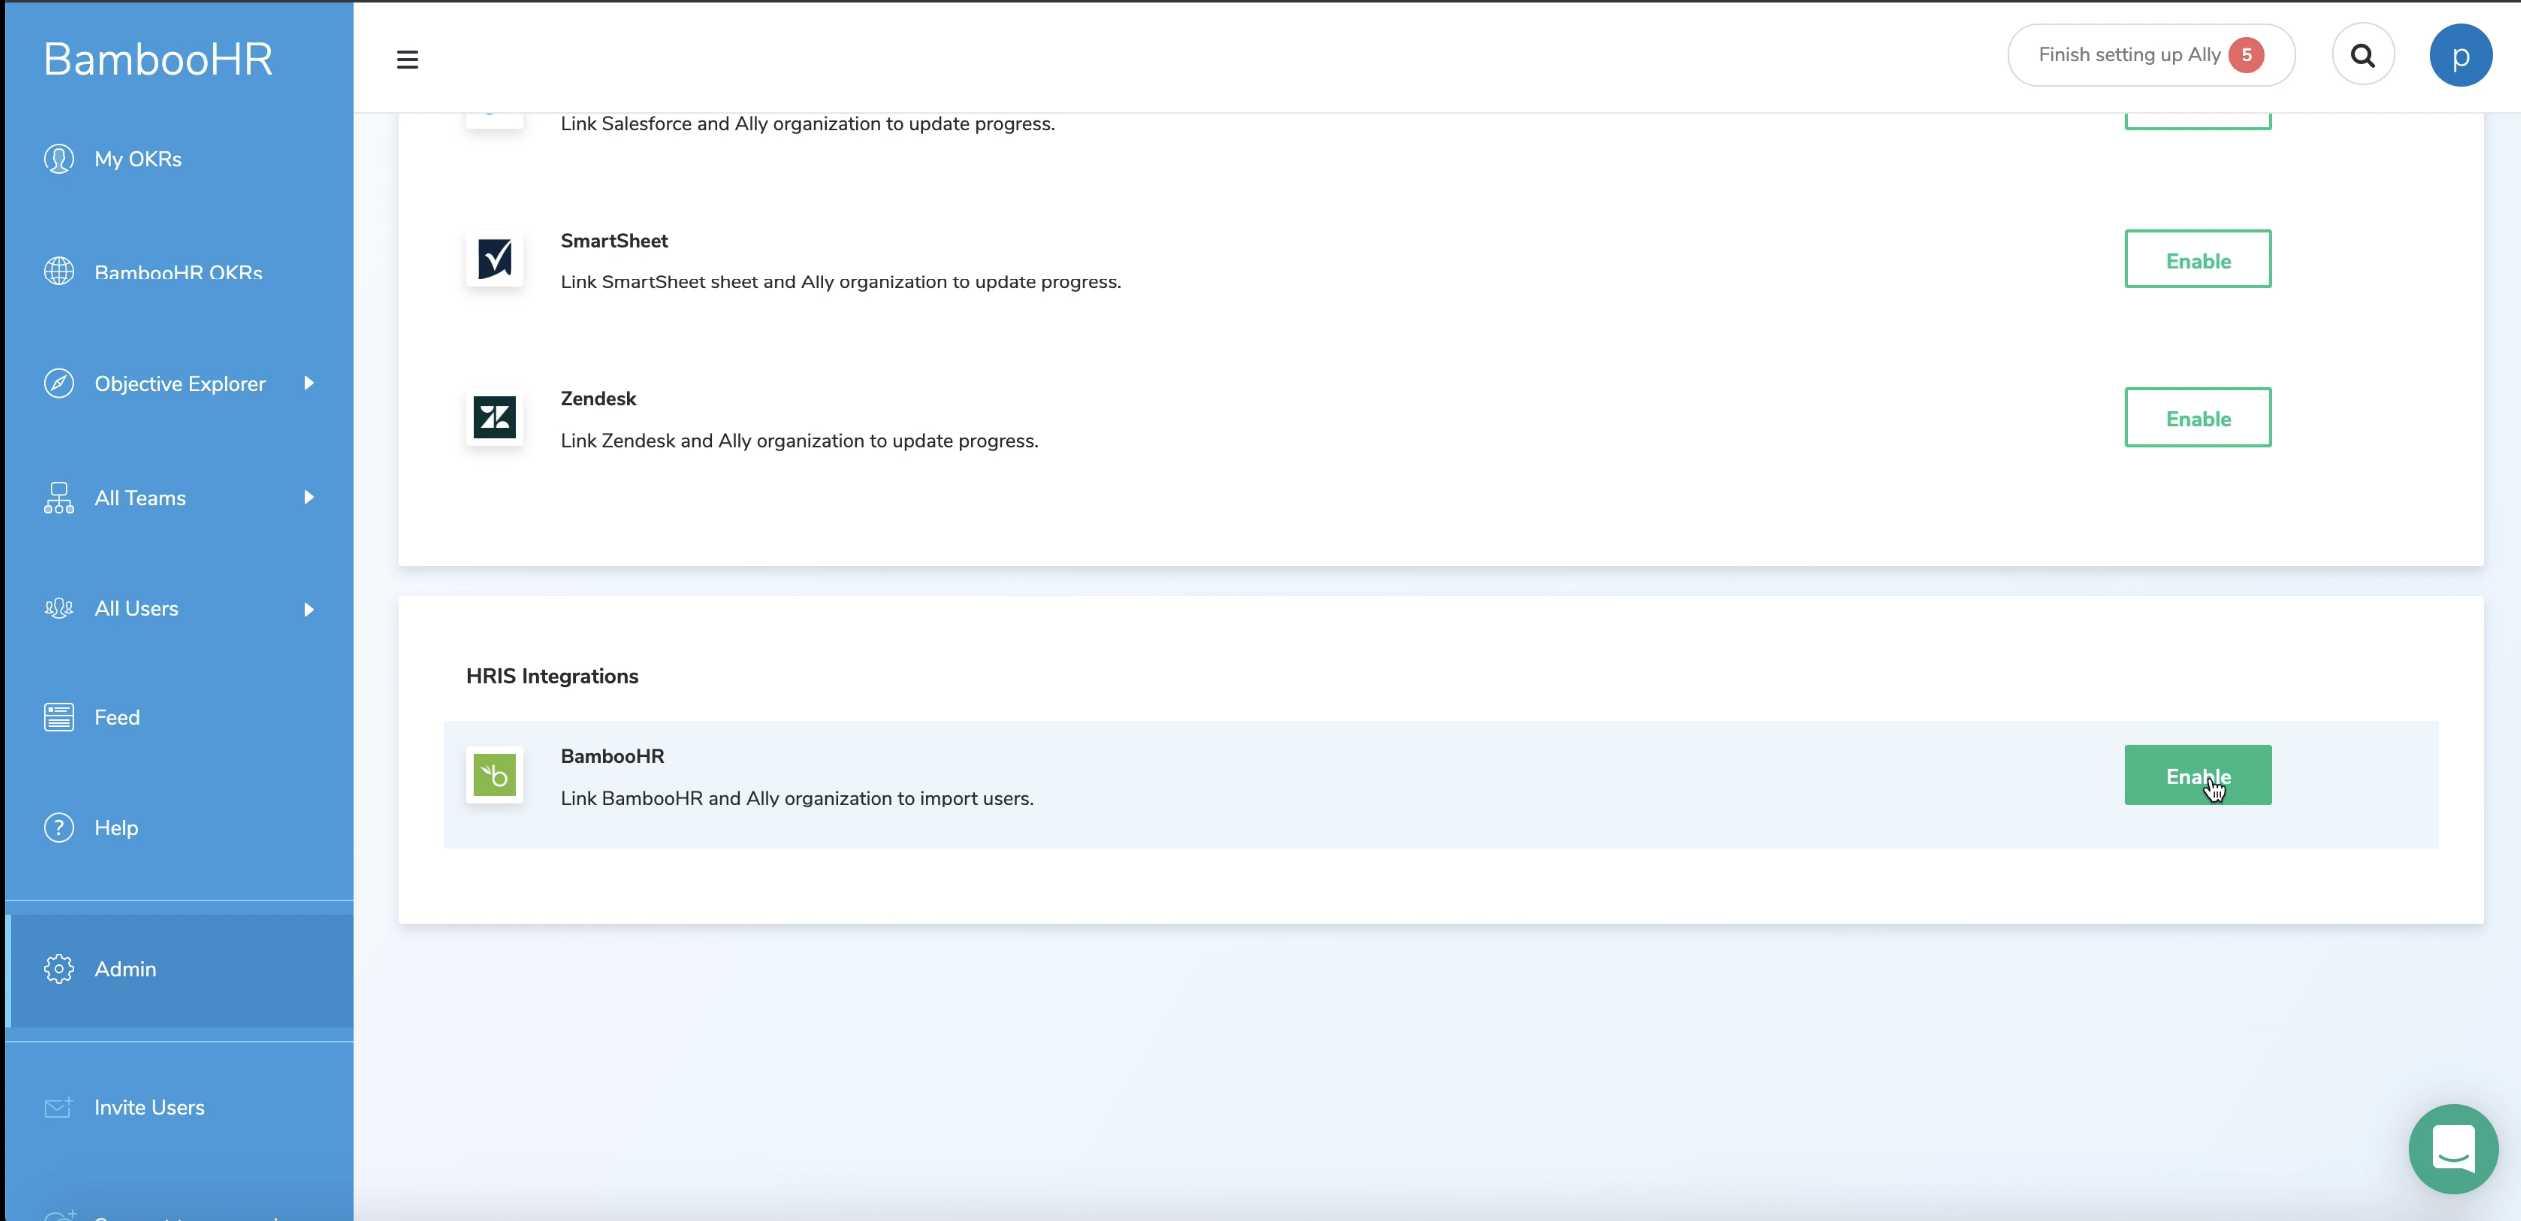 BambooHR
My OKRs
BambooHR OKRs
Objective Explorer
All Teams
All Users
Feed
Help
Admin
Invite Users
Finish setting up Ally 5
p
Link Salesforce and Ally organization to update progress.
SmartSheet
Link SmartSheet sheet and Ally organization to update progress.
Enable
Zendesk
Link Zendesk and Ally organization to update progress.
Enable
HRIS Integrations
BambooHR
Link BambooHR and Ally organization to import users.
Enable